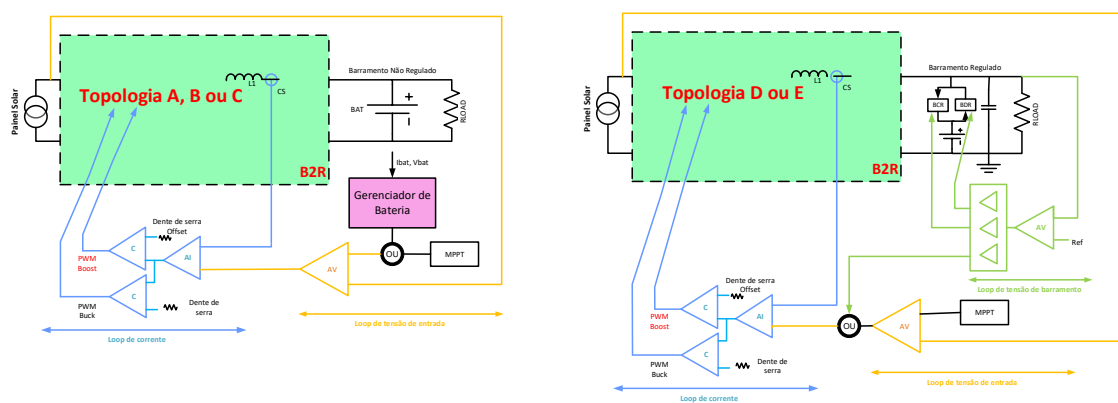 Painel Solar
Topologia A, B ou C
L1
CS
B2R
Barramento Não Regulado
BAT
+
RLOAD
Ibat, Vbat
Gerenciador de
Bateria
OU
MPPT
Dente de serra
Offset
C
AI
AV
PWM
Boost
C
PWM
Buck
Dente de
serra
Loop de corrente
Loop de tensão de entrada
Painel Solar
Topologia D ou E
L1
CS
B2R
Barramento Regulado
BCR
BDR
+
RLOAD
AV
Ref
Loop de tensão de barramento
Dente de serra
Offset
C
AI
OU
AV
MPPT
PWM
Boost
C
PWM
Buck
Dente de
serra
Loop de corrente
Loop de tensão de entrada